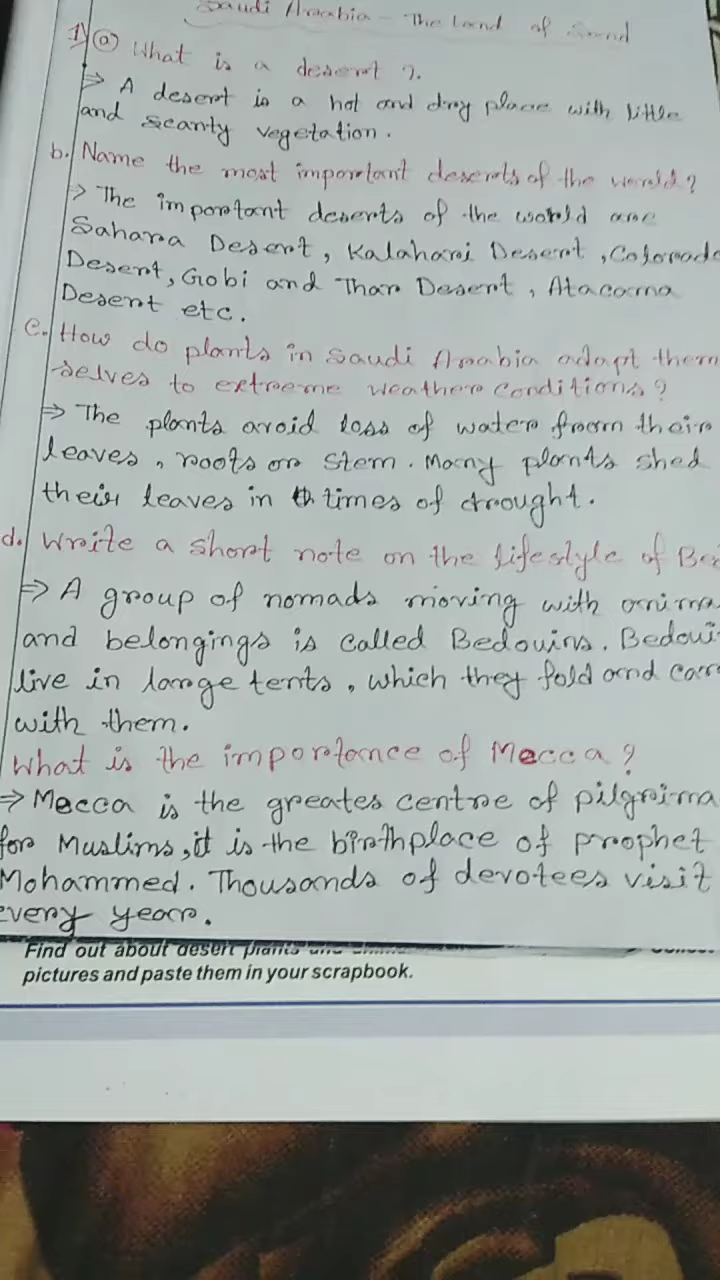 Saudi Arabia - The Land of Sand
1) a) What is a desert ?.
⇒ A desert is a hot and dry place with little
and scanty vegetation.
b. Name the most important deserts of the world?
⇒ The important deserts of the world are
Sahara Desert, Kalahari Desert, Colorado
Desert, Gobi and Thar Desert, Atacama
Desert etc.
c. How do plants in Saudi Arabia adapt them
selves to extreme weather conditions?
⇒ The plants avoid loss of water from their
leaves, roots or stem. Many plants shed
their leaves in times of drought.
d. Write a short note on the lifestyle of Be
⇒ A group of nomads moving with anima
and belongings is called Bedouins. Bedoui
live in large tents, which they fold and carr
with them.
What is the importance of Mecca?
⇒ Mecca is the greates centre of pilgrima
for Muslims, it is the birthplace of prophet
Mohammed. Thousands of devotees visit
every year.
Find out about desert plants
pictures and paste them in your scrapbook.